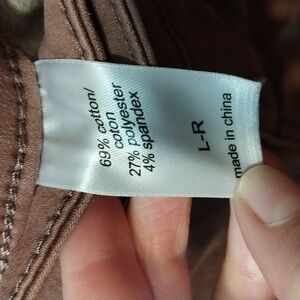 69% cotton/
coton
27% polyester
4% spandex
L-R
made in china